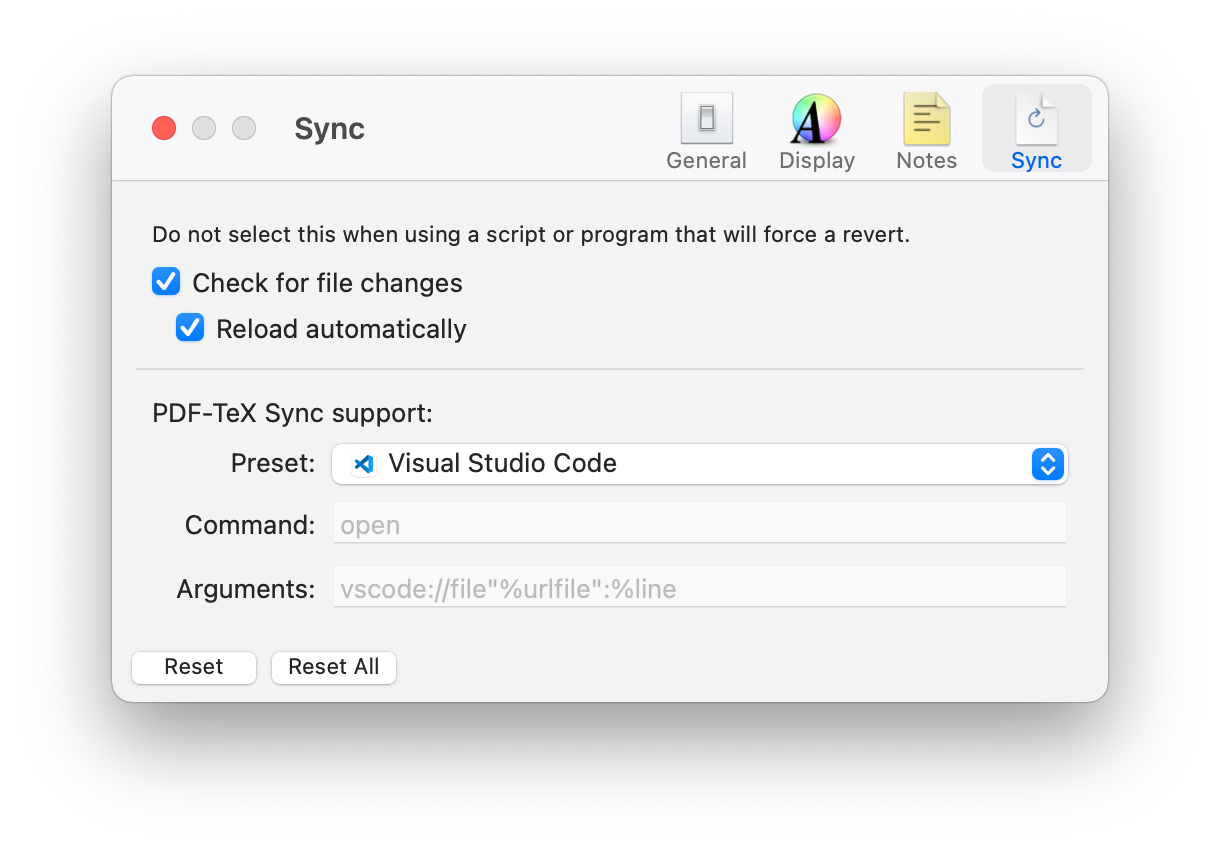 Sync
General
Display
Notes
Sync
Do not select this when using a script or program that will force a revert.
Check for file changes
Reload automatically
PDF-TeX Sync support:
Preset: Visual Studio Code
Command: open
Arguments: vscode://file"%urlfile":%line
Reset
Reset All